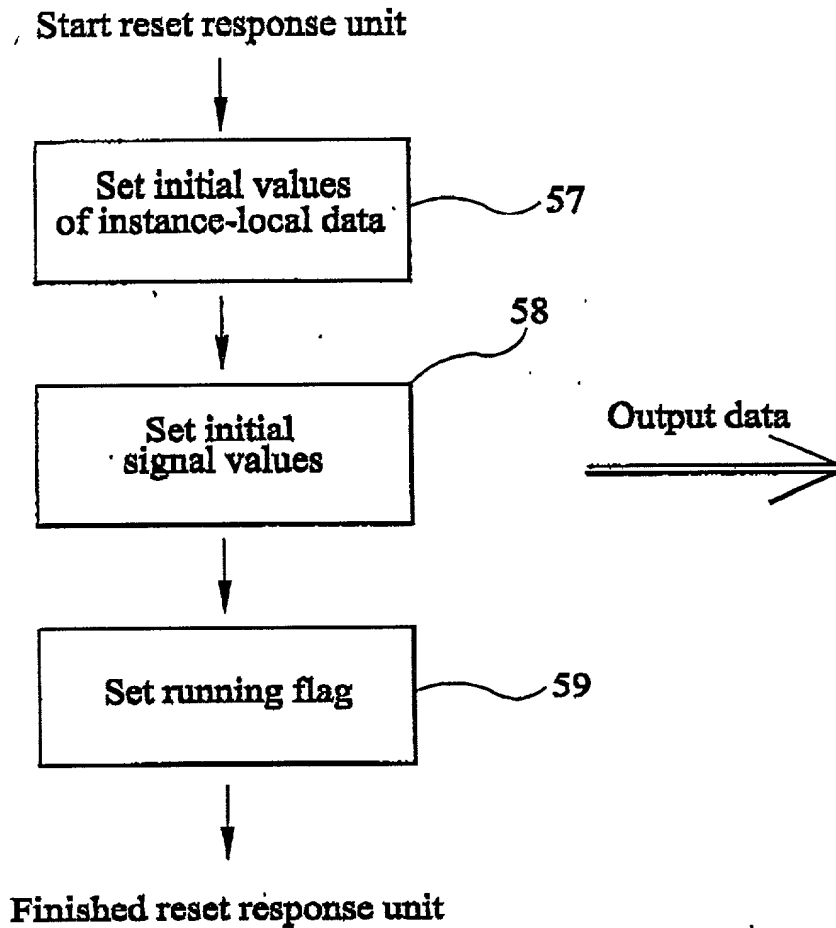 Start reset response unit
Set initial values
of instance-local data
57
58
Set initial
signal values
Output data
Set running flag
59
Finished reset response unit